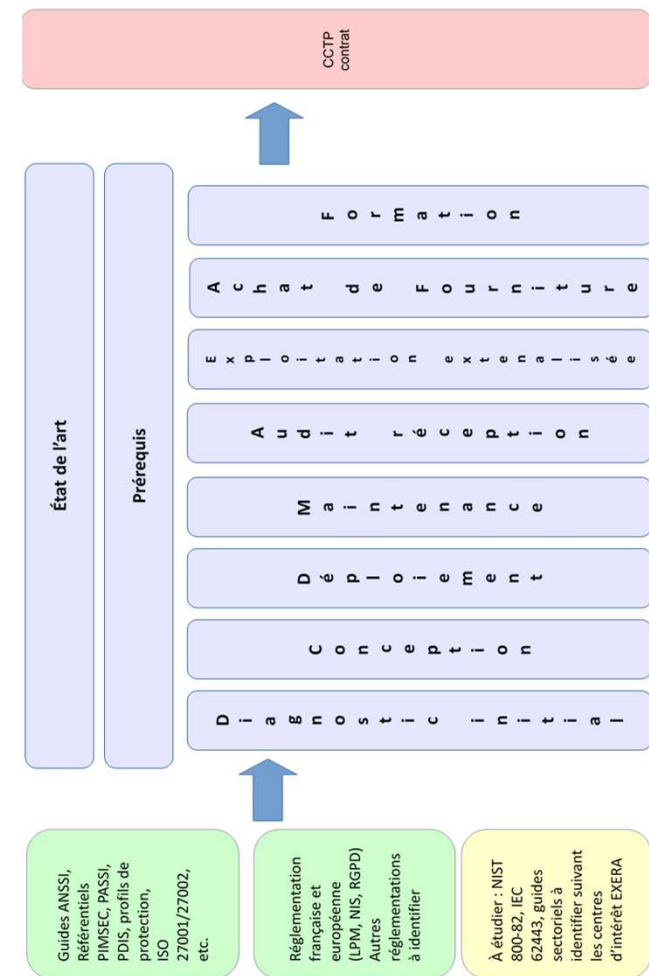 Guides ANSSI,
Référentiels
PIMSEC, PASSI,
PDIS, profils de
protection,
ISO
27001/27002,
etc.
Réglementation
française et
européenne
(LPM, NIS, RGPD)
Autres
réglementations
à identifier
À étudier : NIST
800-82, IEC
62443, guides
sectoriels à
identifier suivant
les centres
d'intérêt EXERA
État de l'art
Prérequis
Diagnostic initial
Conception
Déploiement
Maintenance
Audit réception
Exploitation extenalisée
Achat de Fourniture
Formation
CCTP
contrat